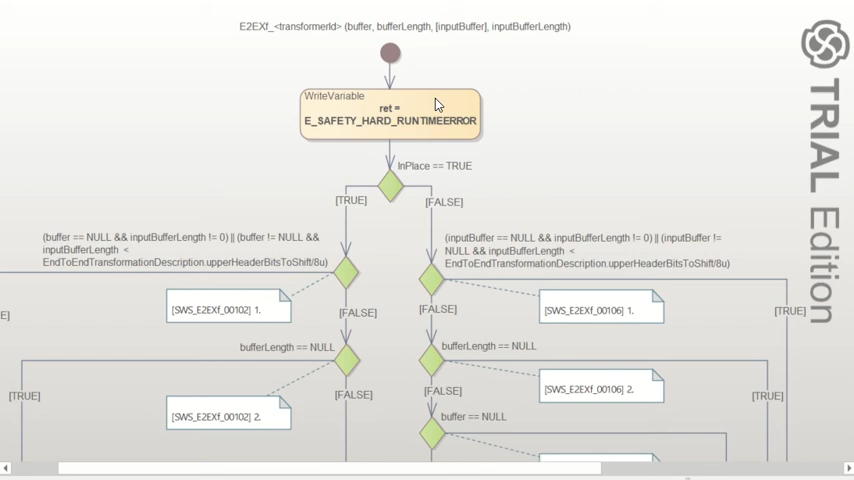 E2EXf_<transformerId> (buffer, bufferLength, [inputBuffer], inputBufferLength)
WriteVariable
ret =
E_SAFETY_HARD_RUNTIMEERROR
InPlace == TRUE
[TRUE]
[FALSE]
(buffer == NULL && inputBufferLength != 0) || (buffer != NULL &&
inputBufferLength <
EndToEndTransformationDescription.upperHeaderBitsToShift/8u)
(inputBuffer == NULL && inputBufferLength != 0) || (inputBuffer !=
NULL && inputBufferLength <
EndToEndTransformationDescription.upperHeaderBitsToShift/8u)
[SWS_E2EXf_00102] 1.
[FALSE]
[FALSE]
[SWS_E2EXf_00106] 1.
[TRUE]
bufferLength == NULL
bufferLength == NULL
[TRUE]
[SWS_E2EXf_00102] 2.
[FALSE]
[FALSE]
[SWS_E2EXf_00106] 2.
[TRUE]
buffer == NULL
TRIAL Edition